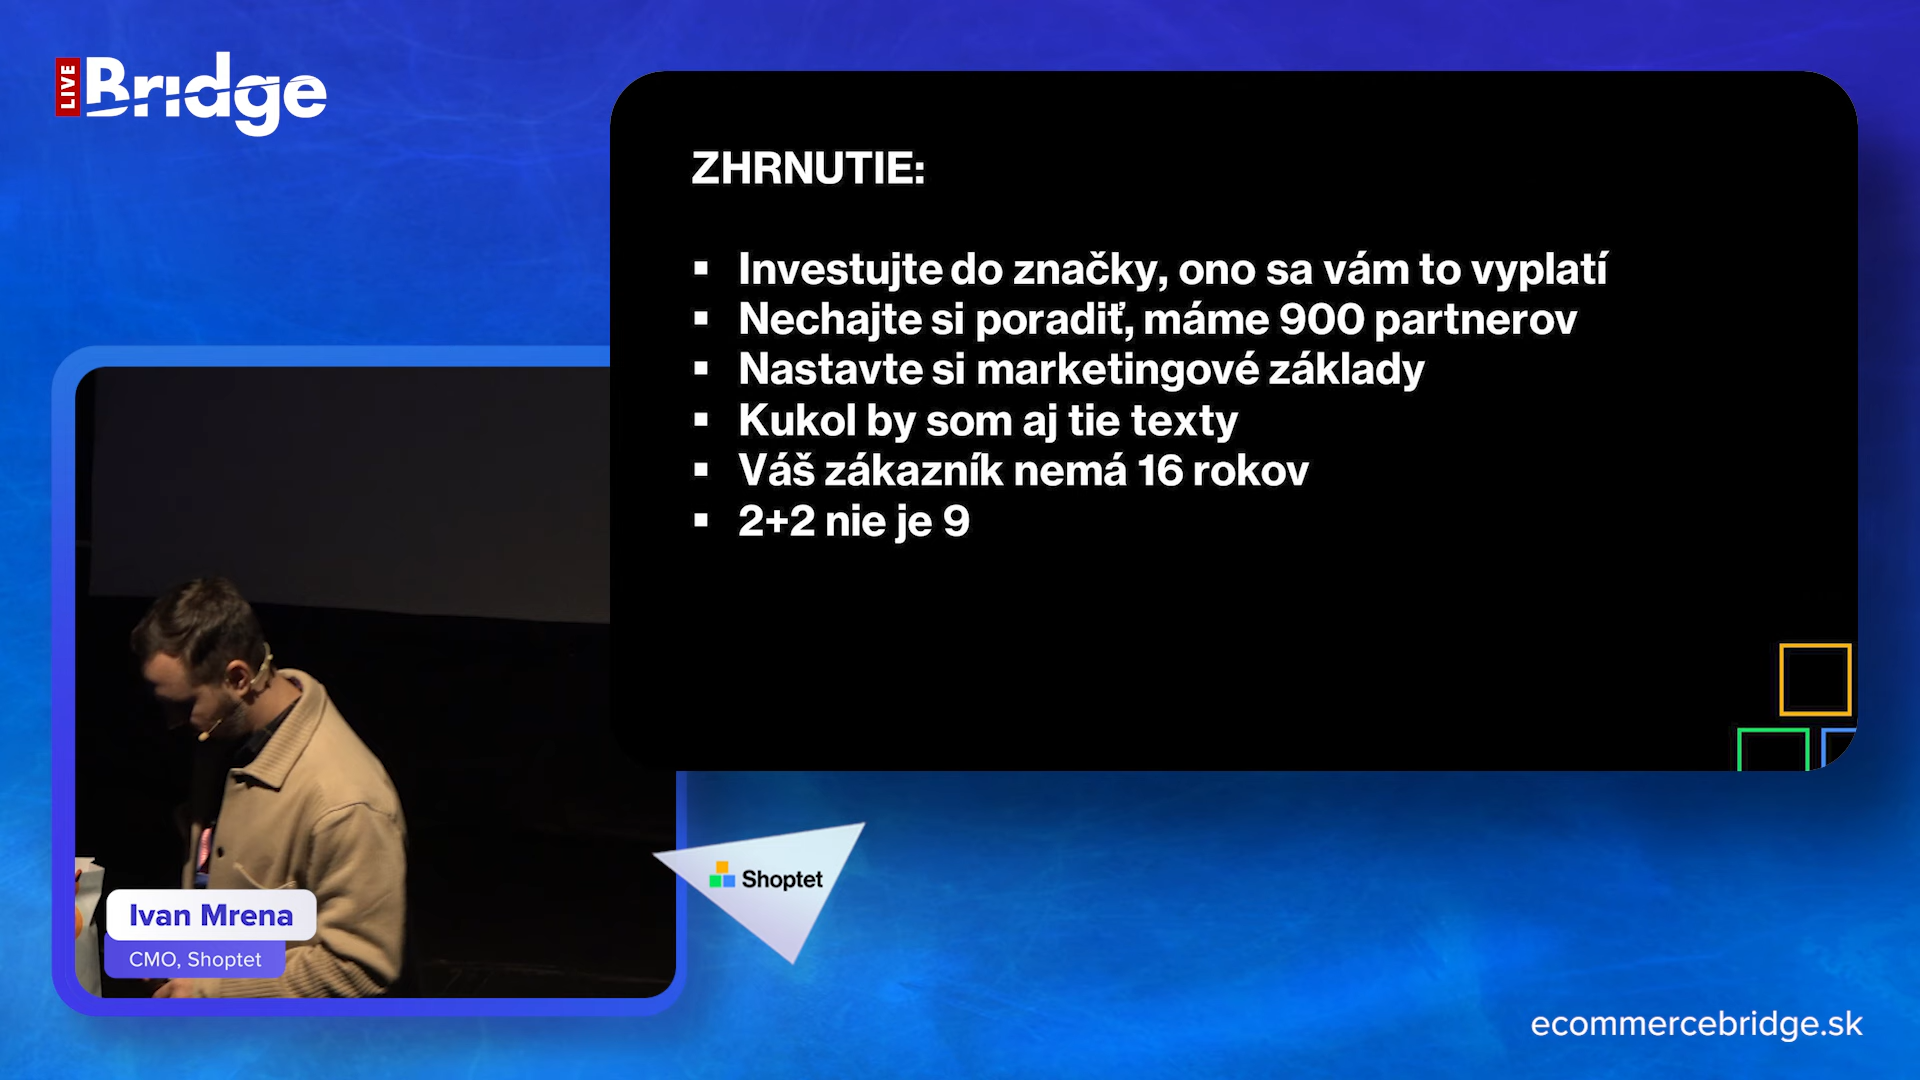 LIVE
Bridge
ZHRNUTIE:
▪ Investujte do značky, ono sa vám to vyplatí
▪ Nechajte si poradiť, máme 900 partnerov
▪ Nastavte si marketingové základy
▪ Kukol by som aj tie texty
▪ Váš zákazník nemá 16 rokov
▪ 2+2 nie je 9
Shoptet
Ivan Mrena
CMO, Shoptet
ecommercebridge.sk